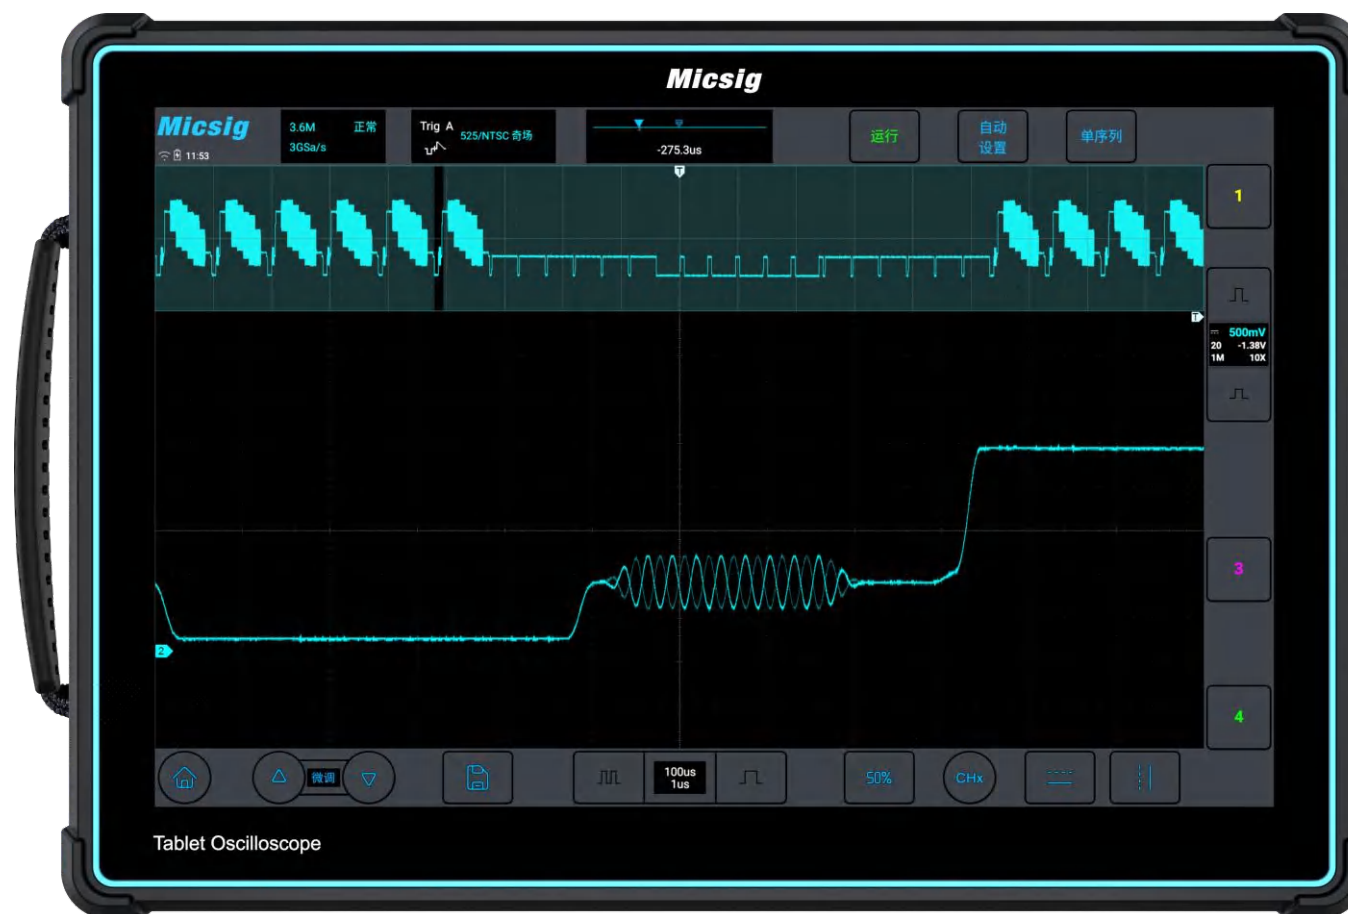 Micsig
Micsig
11:53
3.6M 正常
3GSa/s
Trig A
525/NTSC 奇场
-275.3us
运行
自动
设置
单序列
T
1
T
500mV
20 -1.38V
1M 10X
3
2
4
微调
100us
1us
50%
CHx
Tablet Oscilloscope